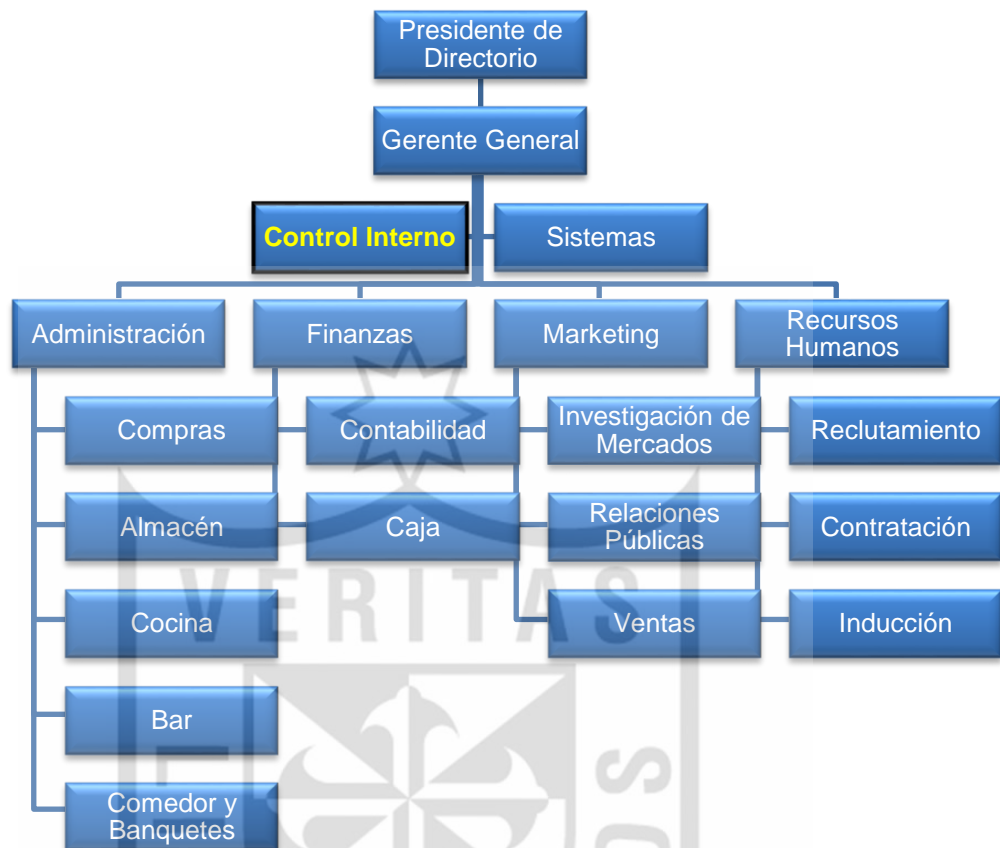 Presidente de
Directorio
Gerente General
Control Interno
Sistemas
Administración
Finanzas
Marketing
Recursos
Humanos
Compras
Contabilidad
Investigación de
Mercados
Reclutamiento
Almacén
Caja
Relaciones
Públicas
Contratación
VERITAS
Cocina
Ventas
Inducción
Bar
Comedor y
Banquetes